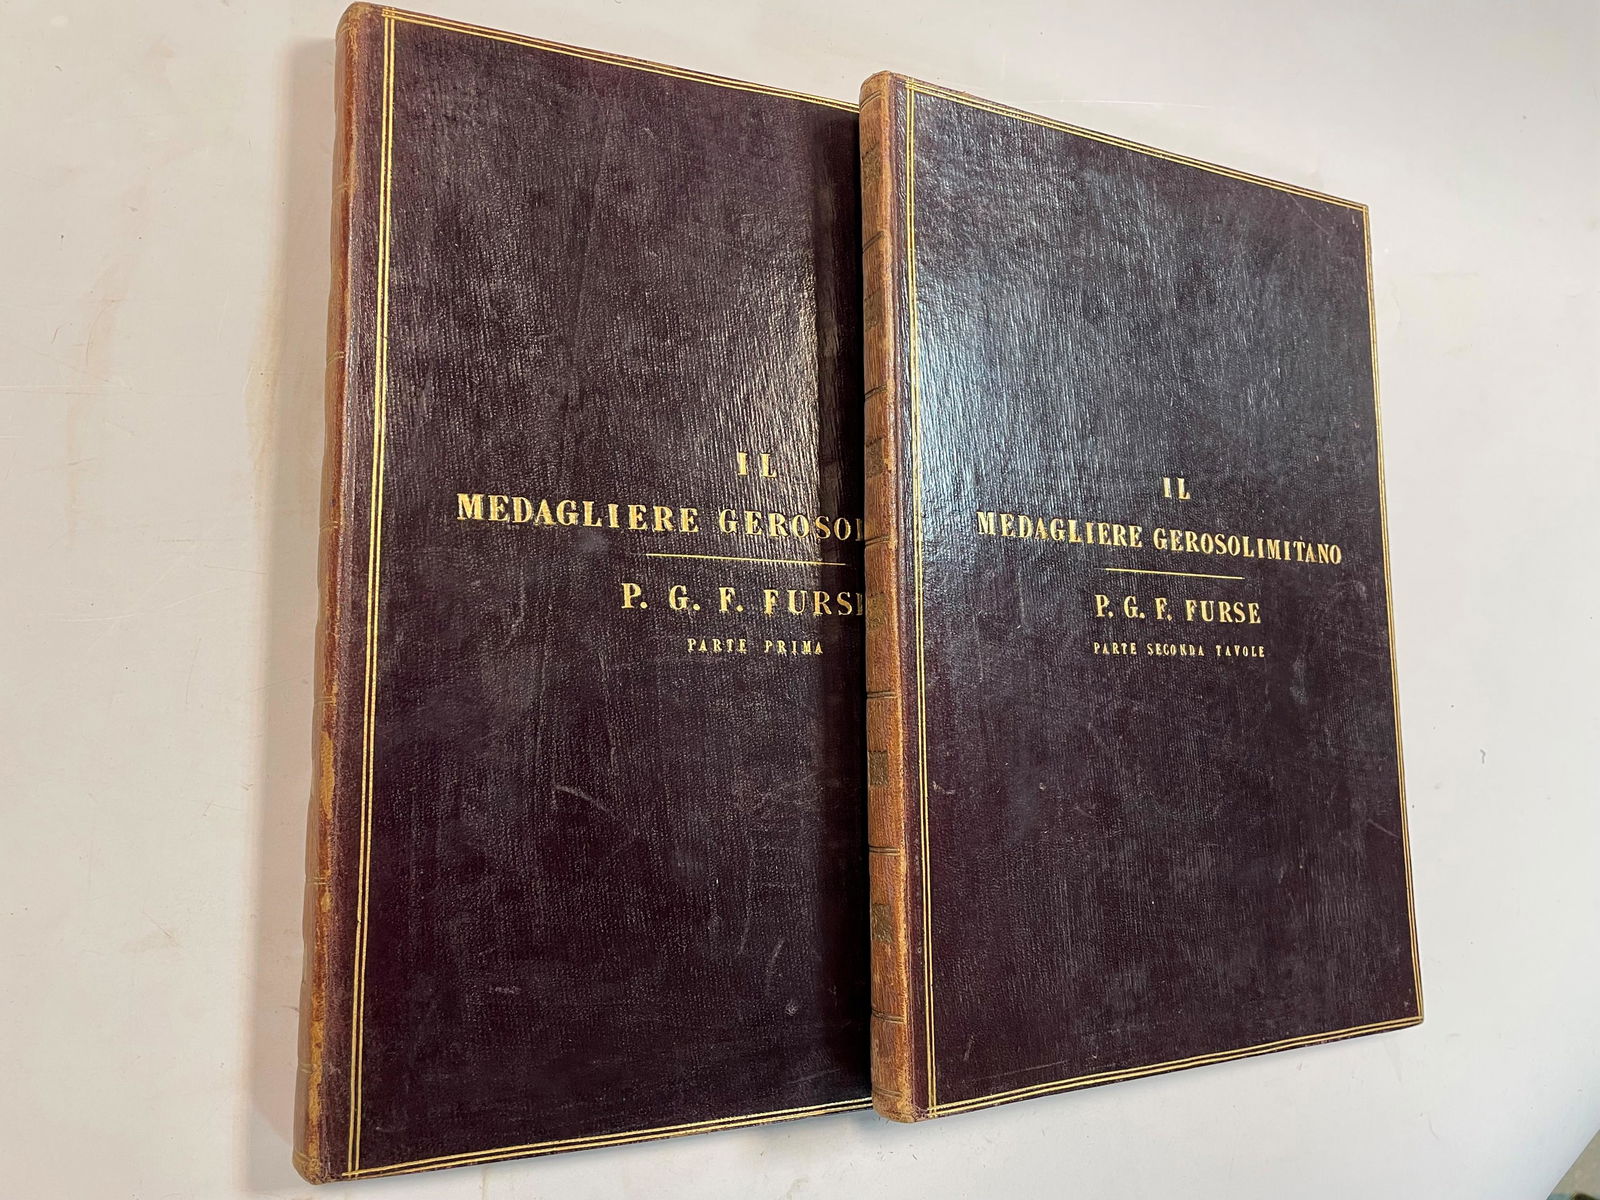 IL
MEDAGLIERE GEROSOL
P. G. F. FURSE
PARTE PRIMA
IL
MEDAGLIERE GEROSOLIMITANO
P. G. F. FURSE
PARTE SECONDA TAVOLE